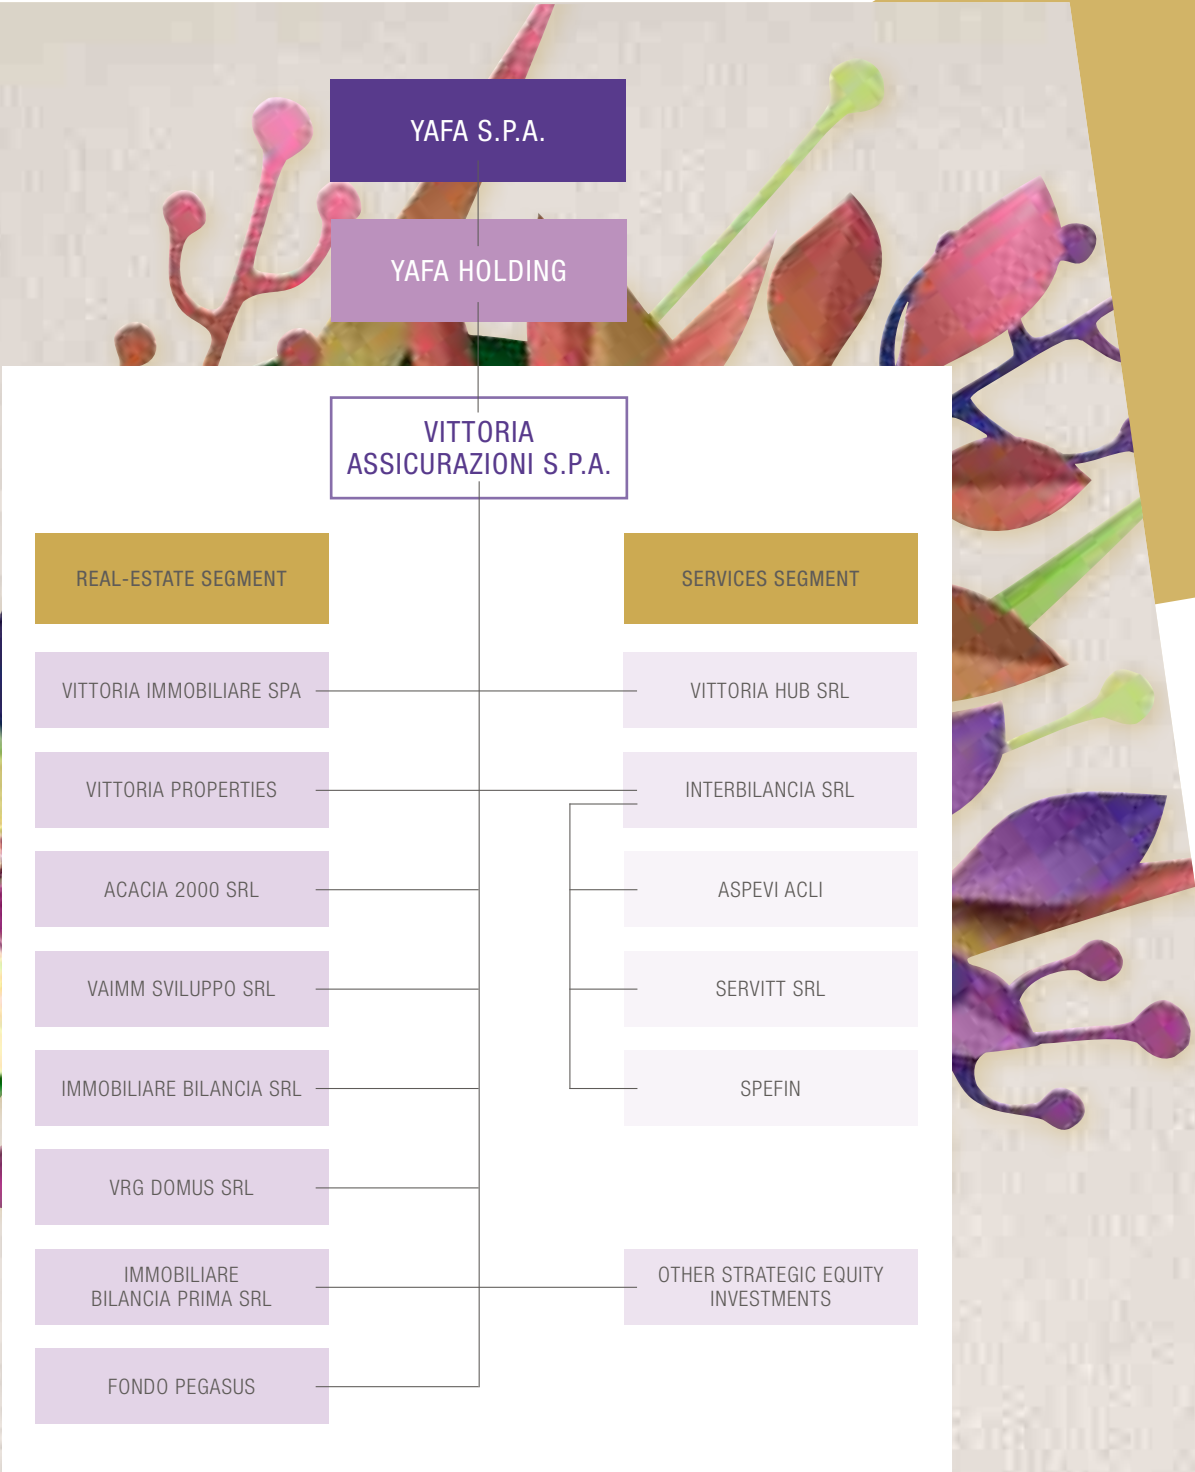 YAFA S.P.A.
YAFA HOLDING
VITTORIA
ASSICURAZIONI S.P.A.
REAL-ESTATE SEGMENT
SERVICES SEGMENT
VITTORIA IMMOBILIARE SPA
VITTORIA HUB SRL
VITTORIA PROPERTIES
INTERBILANCIA SRL
ACACIA 2000 SRL
ASPEVI ACLI
VAIMM SVILUPPO SRL
SERVITT SRL
IMMOBILIARE BILANCIA SRL
SPEFIN
VRG DOMUS SRL
IMMOBILIARE
BILANCIA PRIMA SRL
OTHER STRATEGIC EQUITY
INVESTMENTS
FONDO PEGASUS